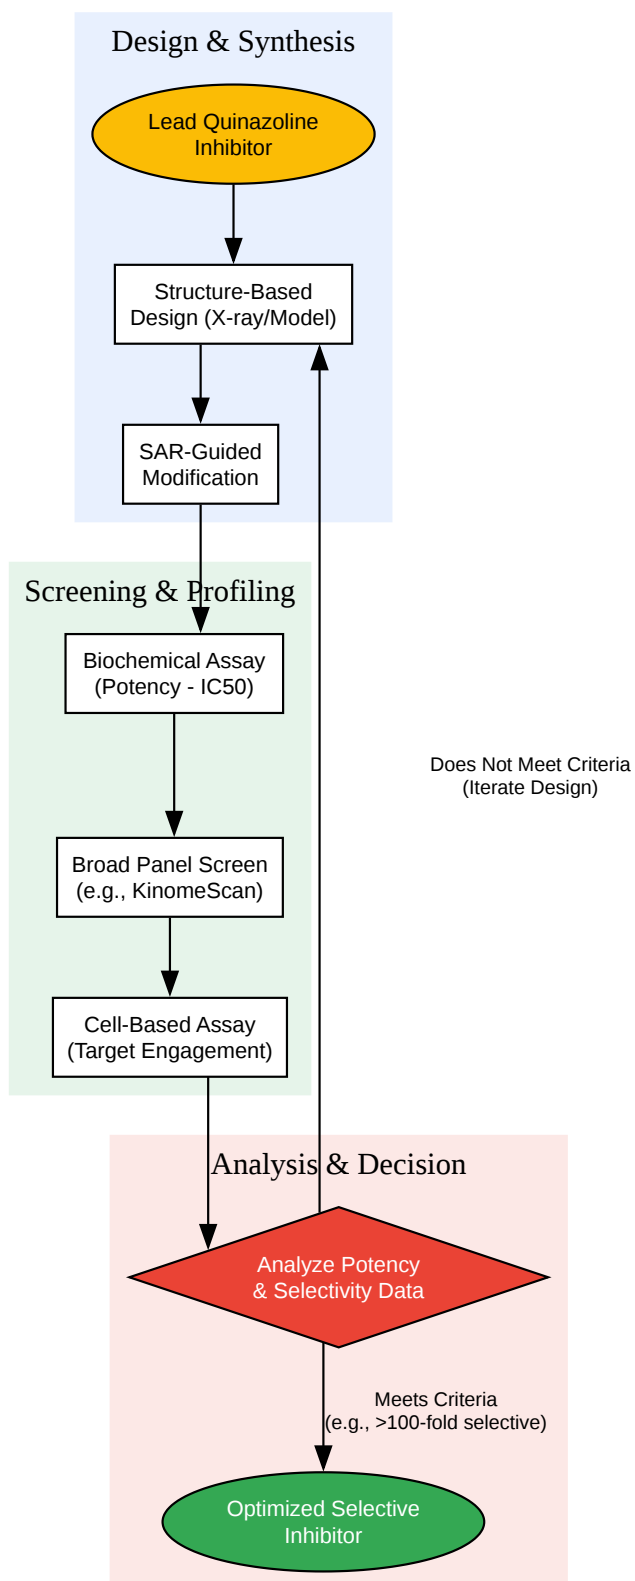 Design & Synthesis
Lead Quinazoline
Inhibitor
Structure-Based
Design (X-ray/Model)
SAR-Guided
Modification
Screening & Profiling
Biochemical Assay
(Potency - IC50)
Does Not Meet Criteria
(Iterate Design)
Broad Panel Screen
(e.g., KinomeScan)
Cell-Based Assay
(Target Engagement)
Analysis & Decision
Analyze Potency
& Selectivity Data
Meets Criteria
(e.g., >100-fold selective)
Optimized Selective
Inhibitor